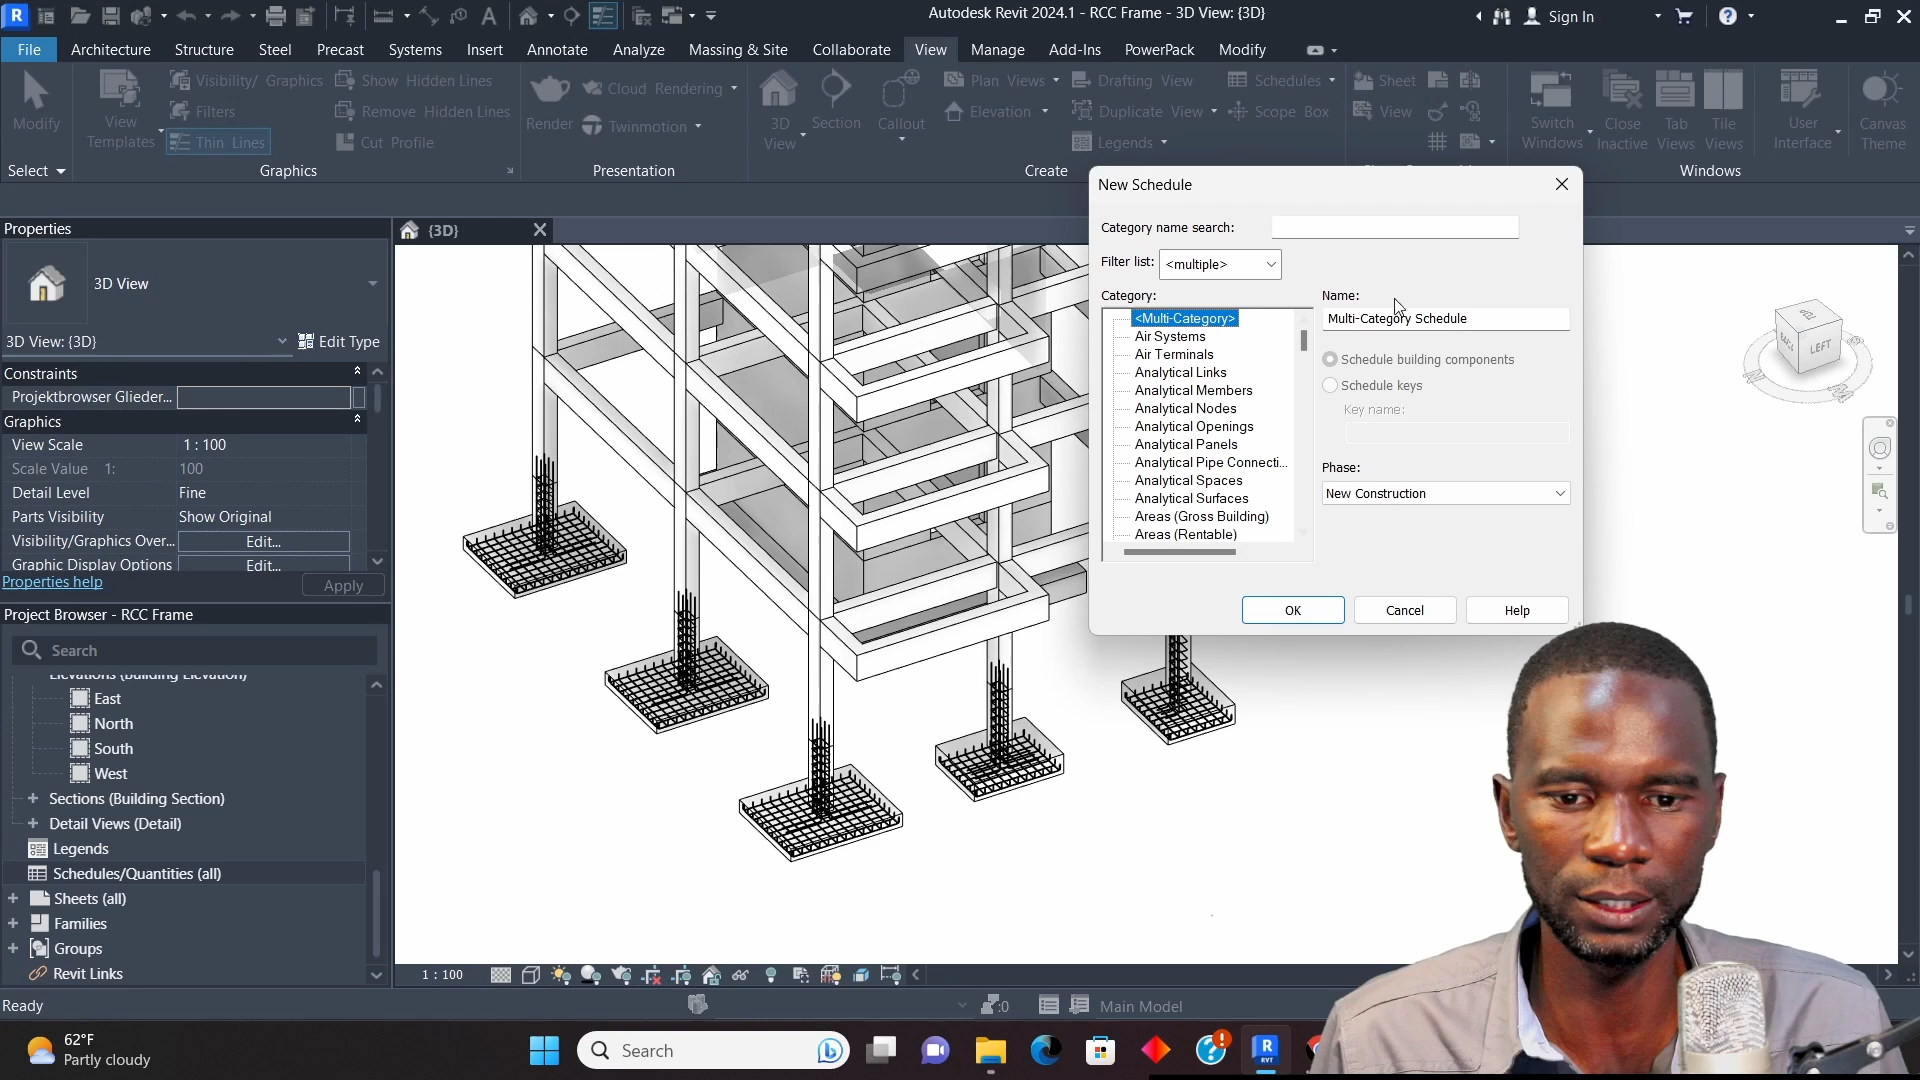 R
Autodesk Revit 2024.1 - RCC Frame - 3D View: {3D}
Sign In
File
Architecture
Structure
Steel
Precast
Systems
Insert
Annotate
Analyze
Massing & Site
Collaborate
View
Manage
Add-Ins
PowerPack
Modify
Modify
View
Templates
Visibility/ Graphics
Filters
Thin Lines
Show Hidden Lines
Remove Hidden Lines
Cut Profile
Render
Cloud Rendering
Twinmotion
3D
View
Section
Callout
Plan Views
Elevation
Drafting View
Duplicate View
Legends
Schedules
Scope Box
Sheet
View
Switch
Windows
Close
Inactive
Tab
Views
Tile
Views
User
Interface
Canvas
Theme
Select
Graphics
Presentation
Create
Windows
Properties
{3D}
3D View
3D View: {3D}
Edit Type
Constraints
Projektbrowser Glieder...
Graphics
View Scale
1 : 100
Scale Value 1:
100
Detail Level
Fine
Parts Visibility
Show Original
Visibility/Graphics Over...
Edit...
Graphic Display Options
Edit...
Properties help
Apply
Project Browser - RCC Frame
Search
Elevations (Building Elevation)
East
North
South
West
Sections (Building Section)
Detail Views (Detail)
Legends
Schedules/Quantities (all)
Sheets (all)
Families
Groups
Revit Links
New Schedule
Category name search:
Filter list:
<multiple>
Category:
Name:
<Multi-Category>
Air Systems
Air Terminals
Analytical Links
Analytical Members
Analytical Nodes
Analytical Openings
Analytical Panels
Analytical Pipe Connecti...
Analytical Spaces
Analytical Surfaces
Areas (Gross Building)
Areas (Rentable)
Multi-Category Schedule
Schedule building components
Schedule keys
Key name:
Phase:
New Construction
OK
Cancel
Help
LEFT
1 : 100
Ready
:0
Main Model
62°F
Partly cloudy
Search
R
RVT